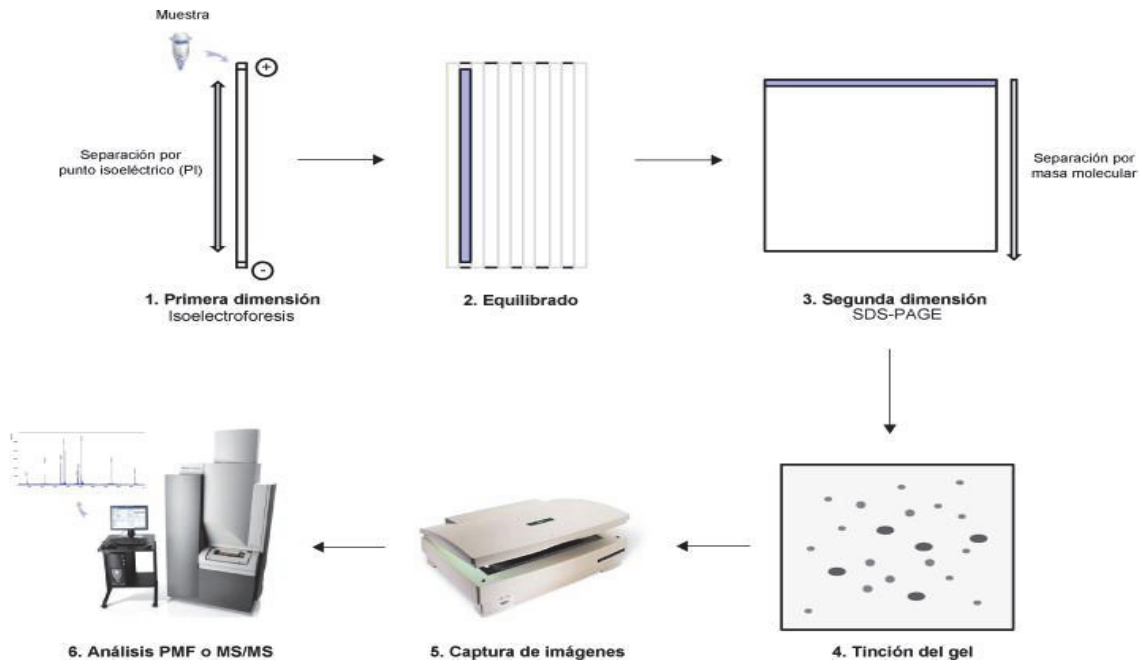 Muestra
+
Separación por
punto isoeléctrico (PI)
-
1. Primera dimensión
Isoelectroforesis
2. Equilibrado
Separación por
masa molecular
3. Segunda dimensión
SDS-PAGE
4. Tinción del gel
5. Captura de imágenes
6. Análisis PMF o MS/MS